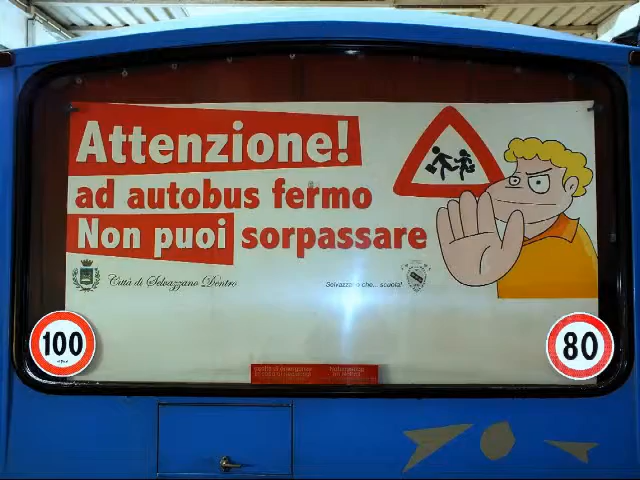 Attenzione!
ad autobus fermo
Non puoi sorpassare
Città di Selvazzano Dentro
Selvazzano che... scuola!
100
80